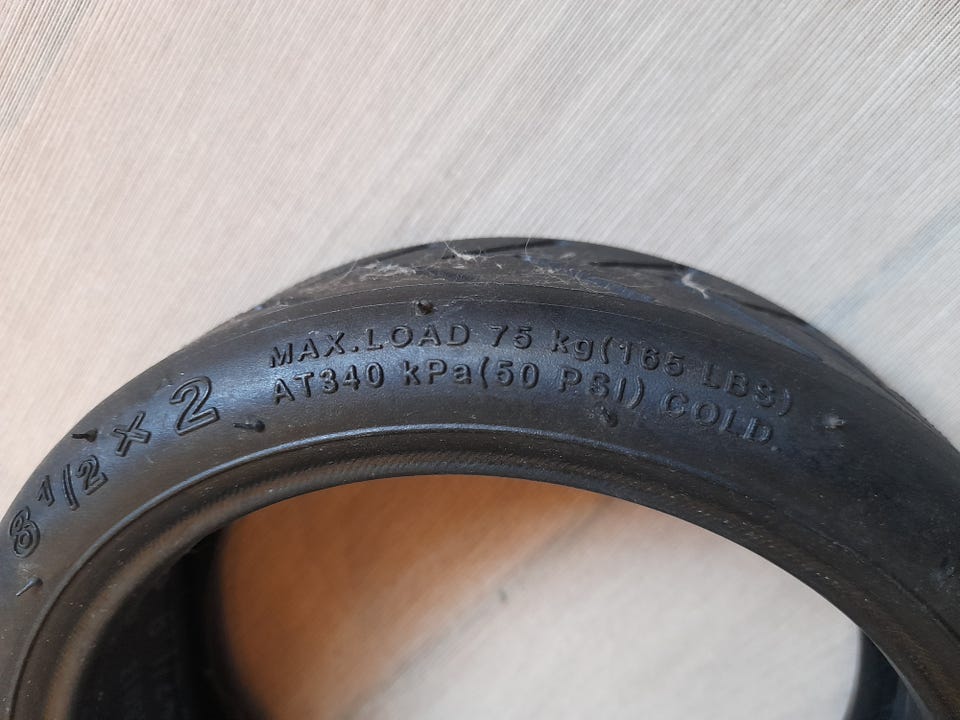 8 1/2 × 2
MAX.LOAD 75 kg(165 LBS)
AT340 kPa(50 PSI) COLD